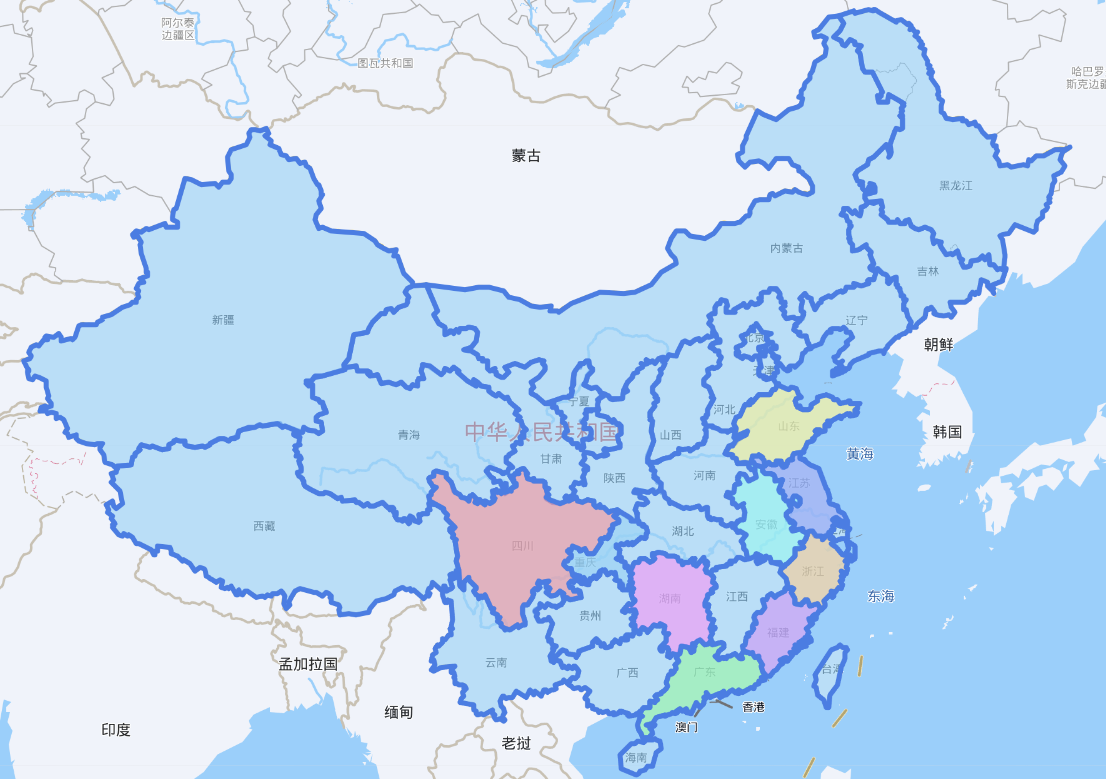 阿尔泰
边疆区
图瓦共和国
哈巴罗
斯克边疆
蒙古
黑龙江
内蒙古
吉林
新疆
辽宁
北京
朝鲜
天津
宁夏
河北
山东
青海
中华人民共和国
山西
韩国
甘肃
黄海
陕西
河南
江苏
西藏
安徽
湖北
四川
重庆
浙江
湖南
江西
东海
贵州
福建
云南
孟加拉国
广西
广东
台湾
缅甸
香港
澳门
印度
老挝
海南